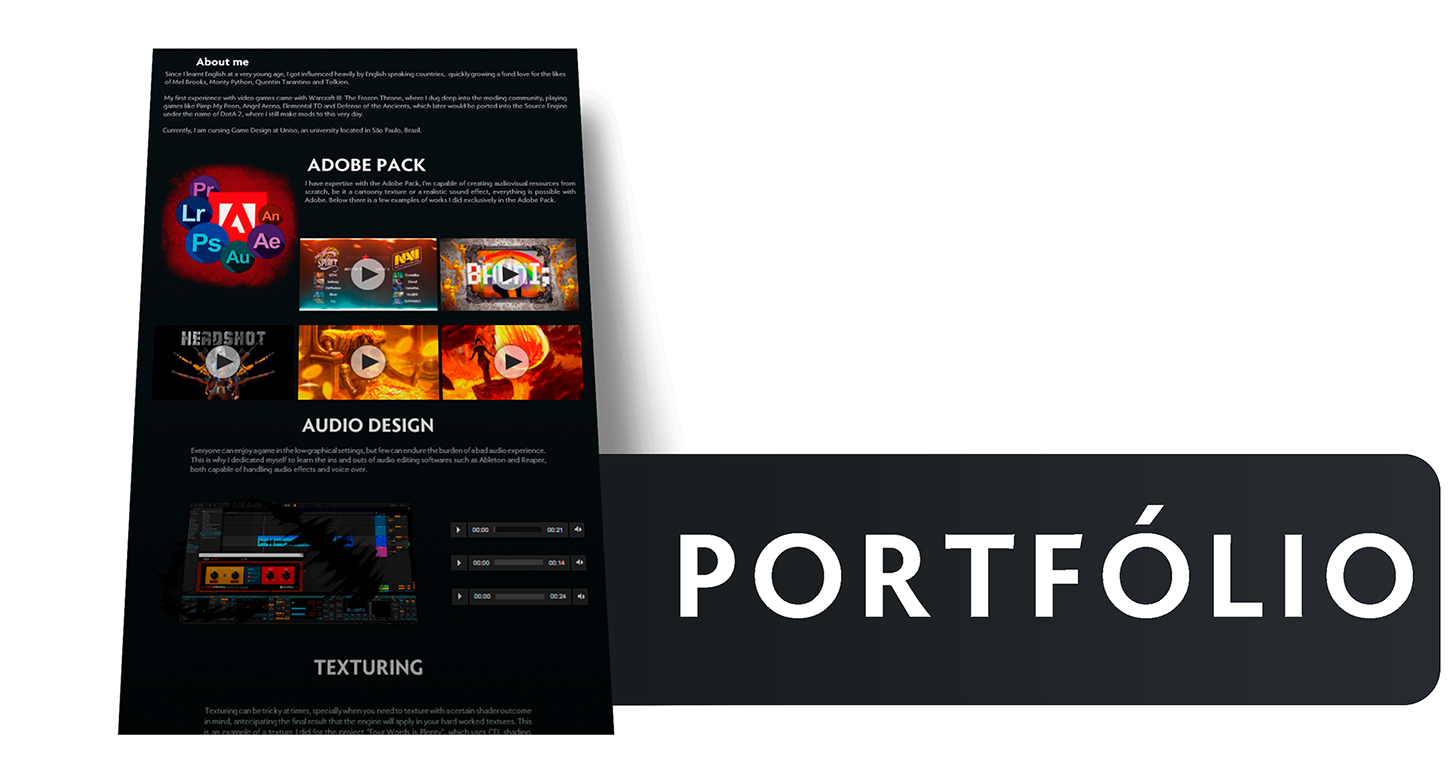 About me
Since I learnt English at a very young age, I got influenced heavily by English speaking countries, quickly growing a fond love for the likes
of Mel Brooks, Monty Python, Quentin Tarantino and Tolkien.
My first experience with video games came with Warcraft III: The Frozen Throne, where I dug deep into the moding community, playing
games like Pimp My Peon, Angel Arena, Elemental TD and Defense of the Ancients, which later would be ported into the Source Engine
under the name of DotA 2, where I still make mods to this very day.
Currently, I am cursing Game Design at Uniso, an university located in São Paulo, Brazil.
ADOBE PACK
I have expertise with the Adobe Pack, I'm capable of creating audiovisual resources from
scratch, be it a cartoony texture or a realistic sound effect, everything is possible with
Adobe. Below there is a few examples of works I did exclusively in the Adobe Pack.
Pr
Lr
An
Ps
Ae
Au
SPIRIT
NAVI
HEADSHOT
AUDIO DESIGN
Everyone can enjoy a game in the low graphical settings, but few can endure the burden of a bad audio experience.
This is why I dedicated myself to learn the ins and outs of audio editing softwares such as Ableton and Reaper,
both capable of handling audio effects and voice over.
00:00 00:21
00:00 00:14
00:00 00:24
PORTFÓLIO
TEXTURING
Texturing can be tricky at times, specially when you need to texture with a certain shader outcome
in mind, antecipating the final result that the engine will apply in your hard worked textures. This
is an example of a texture I did for the project "Four Words is Plenty", which uses CEL shading